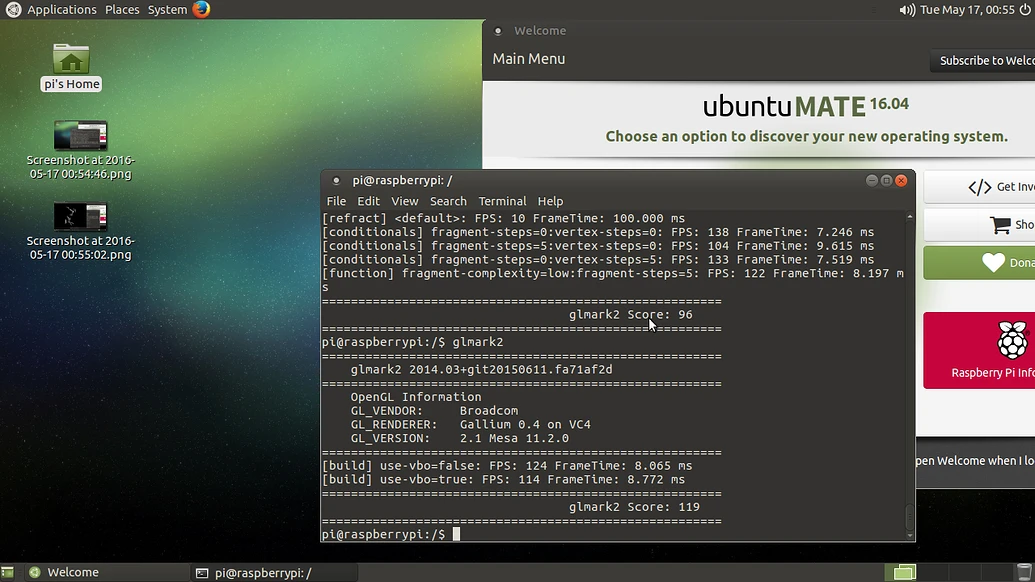 Applications Places System
Tue May 17, 00:55
Welcome
Main Menu
Subscribe to Welco
ubuntu MATE 16.04
Choose an option to discover your new operating system.
pi's Home
Screenshot at 2016-
05-17 00:54:46.png
Screenshot at 2016-
05-17 00:55:02.png
</> Get Inv
Sho
Dona
Raspberry Pi Info
pen Welcome when I lo
pi@raspberrypi: /
File Edit View Search Terminal Help
[refract] <default>: FPS: 10 FrameTime: 100.000 ms
[conditionals] fragment-steps=0:vertex-steps=0: FPS: 138 FrameTime: 7.246 ms
[conditionals] fragment-steps=5:vertex-steps=0: FPS: 104 FrameTime: 9.615 ms
[conditionals] fragment-steps=0:vertex-steps=5: FPS: 133 FrameTime: 7.519 ms
[function] fragment-complexity=low:fragment-steps=5: FPS: 122 FrameTime: 8.197 m
s
=======================================================
glmark2 Score: 96
=======================================================
pi@raspberrypi:/$ glmark2
=======================================================
glmark2 2014.03+git20150611.fa71af2d
=======================================================
OpenGL Information
GL_VENDOR: Broadcom
GL_RENDERER: Gallium 0.4 on VC4
GL_VERSION: 2.1 Mesa 11.2.0
=======================================================
[build] use-vbo=false: FPS: 124 FrameTime: 8.065 ms
[build] use-vbo=true: FPS: 114 FrameTime: 8.772 ms
=======================================================
glmark2 Score: 119
=======================================================
pi@raspberrypi:/$
Welcome
pi@raspberrypi: /